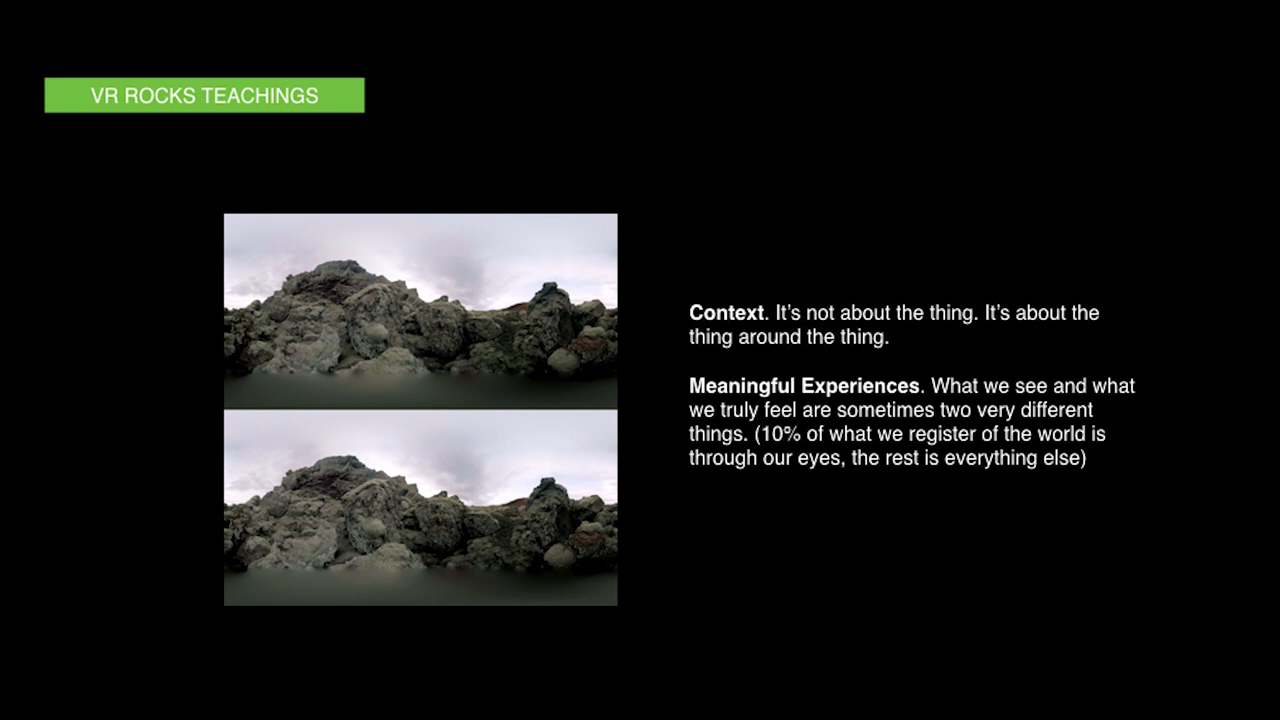 VR ROCKS TEACHINGS
Context. It’s not about the thing. It’s about the
thing around the thing.
Meaningful Experiences. What we see and what
we truly feel are sometimes two very different
things. (10% of what we register of the world is
through our eyes, the rest is everything else)